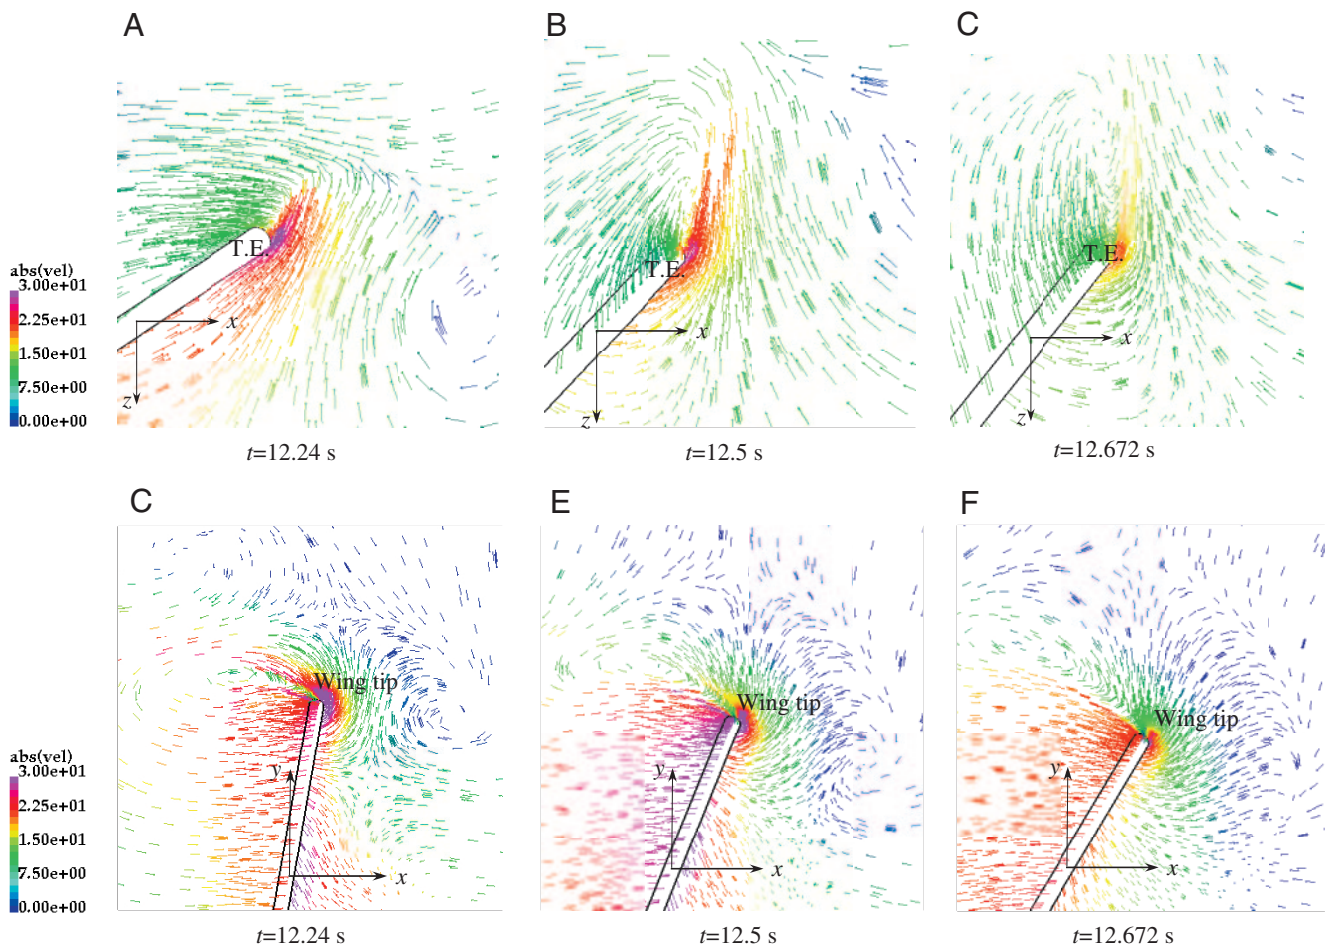 A
B
C
abs(vel)
3.00e+01
2.25e+01
1.50e+01
7.50e+00
0.00e+00
T.E.
x
z
T.E.
x
z
T.E.
x
z
t=12.24 s
t=12.5 s
t=12.672 s
C
E
F
abs(vel)
3.00e+01
2.25e+01
1.50e+01
7.50e+00
0.00e+00
Wing tip
y
x
Wing tip
y
x
Wing tip
y
x
t=12.24 s
t=12.5 s
t=12.672 s